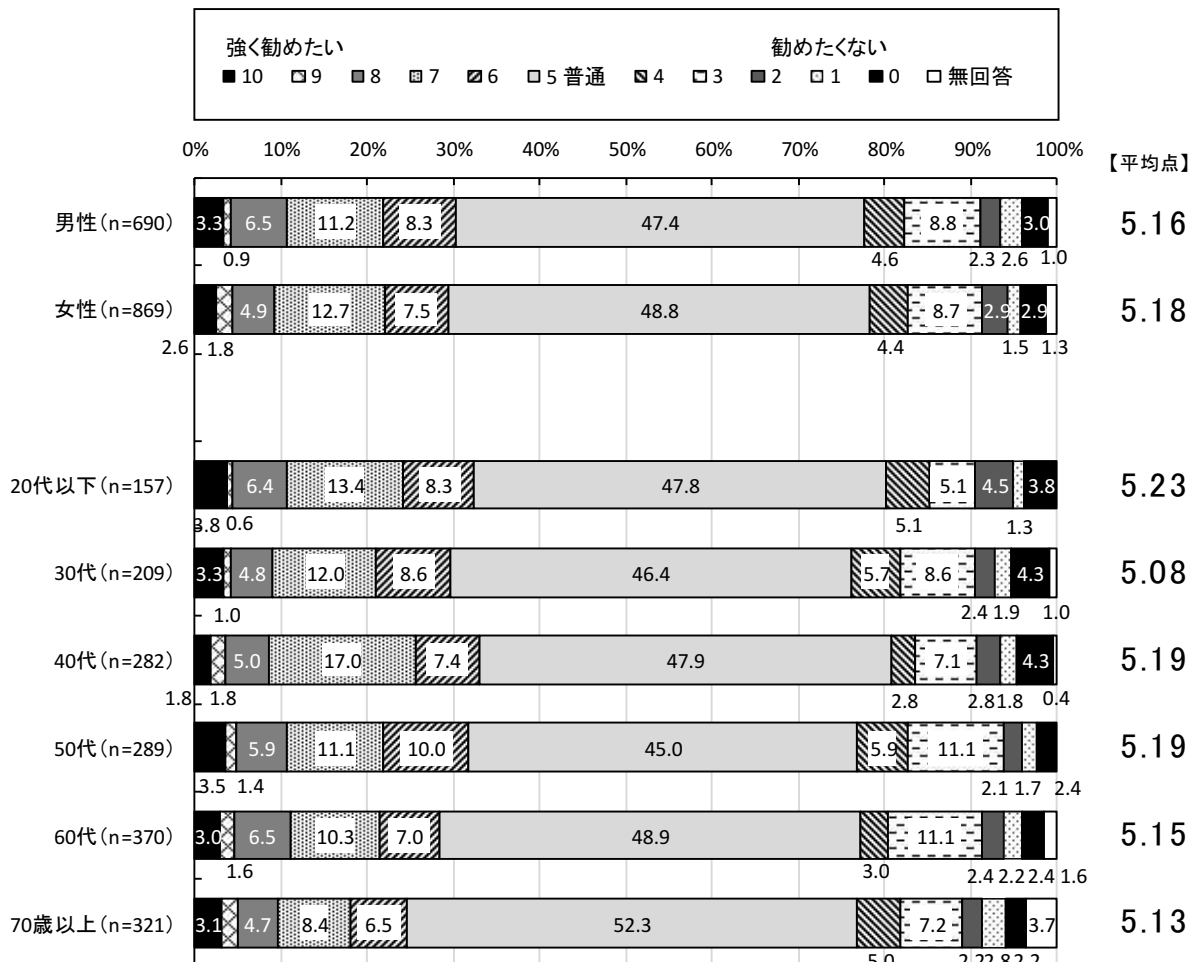 強く勧めたい 勧めたくない
10 9 8 7 6 5 普通 4 3 2 1 0 無回答
0% 10% 20% 30% 40% 50% 60% 70% 80% 90% 100%
【平均点】
男性(n=690) 3.3 6.5 11.2 8.3 47.4 8.8 3.0 5.16
0.9 4.6 2.3 2.6 1.0
女性(n=869) 4.9 12.7 7.5 48.8 8.7 2.9 2.9 5.18
2.6 1.8 4.4 1.5 1.3
20代以下(n=157) 6.4 13.4 8.3 47.8 5.1 4.5 3.8 5.23
3.8 0.6 5.1 1.3
30代(n=209) 3.3 4.8 12.0 8.6 46.4 5.7 8.6 4.3 5.08
1.0 2.4 1.9 1.0
40代(n=282) 5.0 17.0 7.4 47.9 7.1 4.3 5.19
1.8 1.8 2.8 2.8 1.8 0.4
50代(n=289) 5.9 11.1 10.0 45.0 5.9 11.1 5.19
3.5 1.4 2.1 1.7 2.4
60代(n=370) 3.0 6.5 10.3 7.0 48.9 11.1 5.15
1.6 3.0 2.4 2.2 2.4 1.6
70歳以上(n=321) 3.1 4.7 8.4 6.5 52.3 7.2 3.7 5.13
5.0 2.2 2.8 2.2